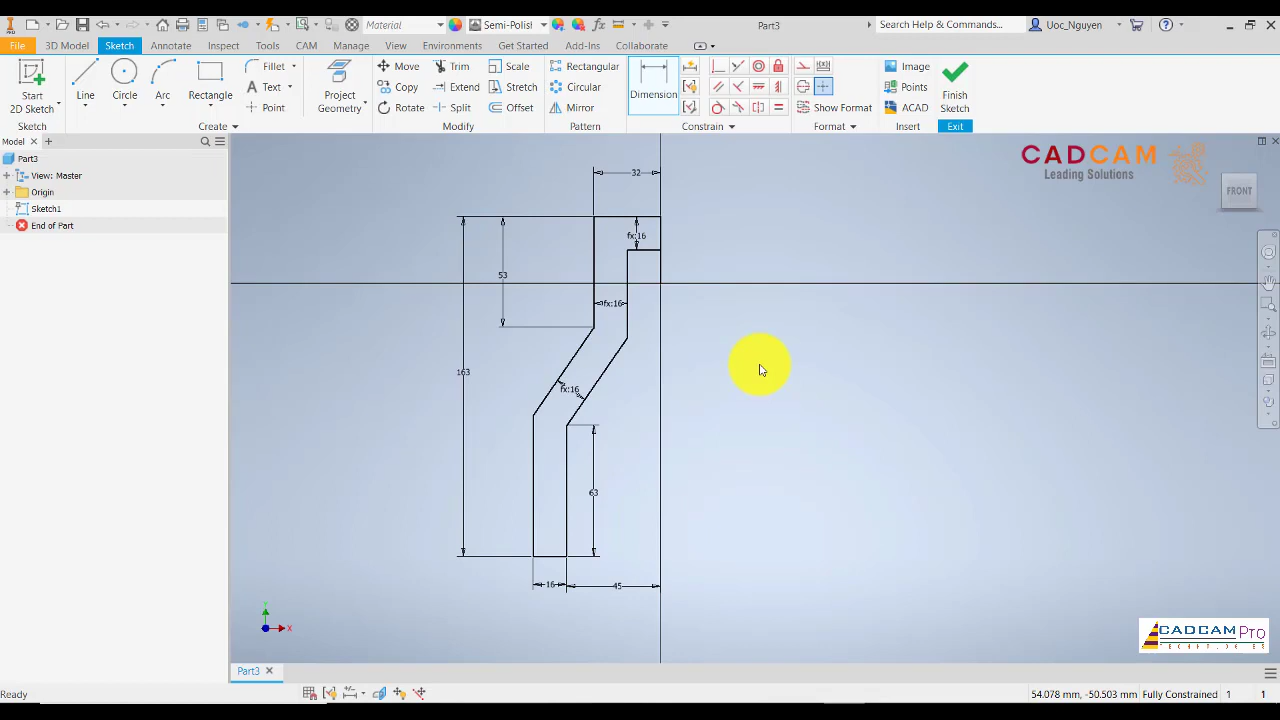 Material
Semi-Polisl
Part3
Search Help & Commands...
Uoc_Nguyen
File
3D Model
Sketch
Annotate
Inspect
Tools
CAM
Manage
View
Environments
Get Started
Add-Ins
Collaborate
Start
2D Sketch
Line
Circle
Arc
Rectangle
Fillet
Text
Point
Project
Geometry
Move
Copy
Rotate
Trim
Extend
Split
Scale
Stretch
Offset
Rectangular
Circular
Mirror
Dimension
Show Format
Image
Points
ACAD
Finish
Sketch
Sketch
Create
Modify
Pattern
Constrain
Format
Insert
Exit
Model
Part3
View: Master
Origin
Sketch1
End of Part
CADCAM
Leading Solutions
FRONT
32
fx:16
53
fx:16
163
fx:16
63
16
45
Y
X
CADCAMPro
TECHNOLOGIES
Part3
Ready
54.078 mm, -50.503 mm
Fully Constrained
1
1